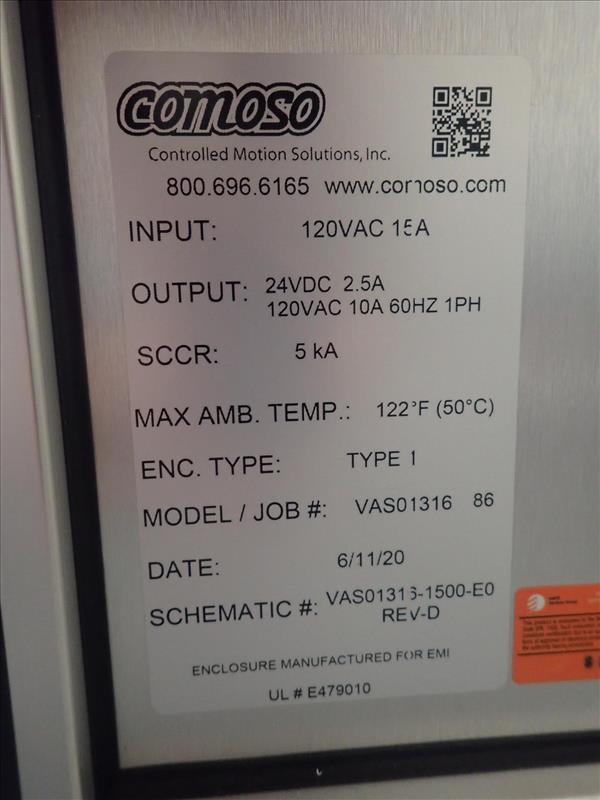 comoso
Controlled Motion Solutions, Inc.
800.696.6165 www.comoso.com
INPUT: 120VAC 15A
OUTPUT: 24VDC 2.5A
120VAC 10A 60HZ 1PH
SCCR: 5 kA
MAX AMB. TEMP.: 122°F (50°C)
ENC. TYPE: TYPE 1
MODEL / JOB #: VAS01316 86
DATE: 6/11/20
SCHEMATIC #: VAS01316-1500-E0
REV-D
ENCLOSURE MANUFACTURED FOR EMI
UL # E479010